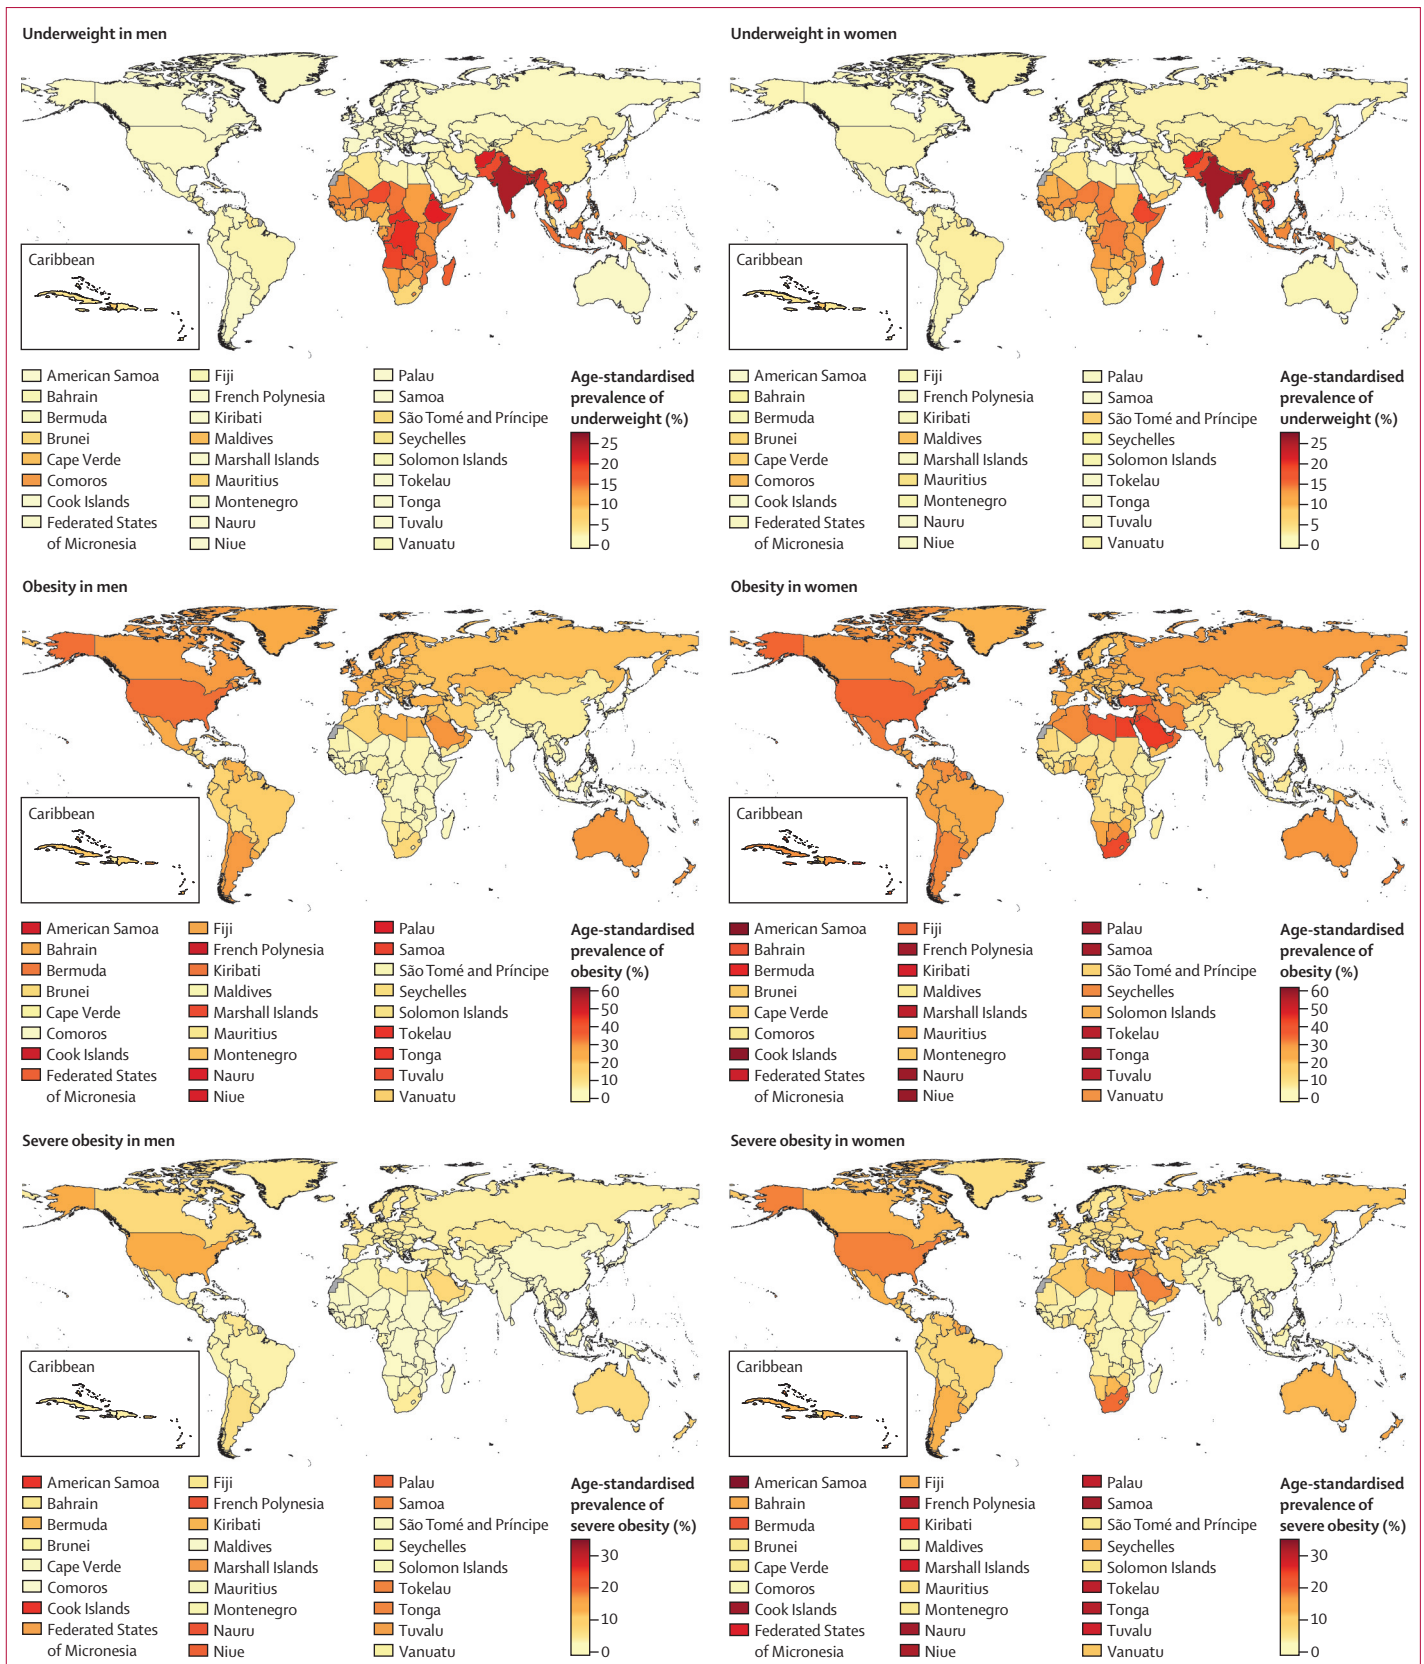 Underweight in men
Caribbean
American Samoa
Bahrain
Bermuda
Brunei
Cape Verde
Comoros
Cook Islands
Federated States
of Micronesia
Fiji
French Polynesia
Kiribati
Maldives
Marshall Islands
Mauritius
Montenegro
Nauru
Niue
Palau
Samoa
São Tomé and Príncipe
Seychelles
Solomon Islands
Tokelau
Tonga
Tuvalu
Vanuatu
Age-standardised
prevalence of
underweight (%)
25
20
15
10
5
0
Underweight in women
Caribbean
American Samoa
Bahrain
Bermuda
Brunei
Cape Verde
Comoros
Cook Islands
Federated States
of Micronesia
Fiji
French Polynesia
Kiribati
Maldives
Marshall Islands
Mauritius
Montenegro
Nauru
Niue
Palau
Samoa
São Tomé and Príncipe
Seychelles
Solomon Islands
Tokelau
Tonga
Tuvalu
Vanuatu
Age-standardised
prevalence of
underweight (%)
25
20
15
10
5
0
Obesity in men
Caribbean
American Samoa
Bahrain
Bermuda
Brunei
Cape Verde
Comoros
Cook Islands
Federated States
of Micronesia
Fiji
French Polynesia
Kiribati
Maldives
Marshall Islands
Mauritius
Montenegro
Nauru
Niue
Palau
Samoa
São Tomé and Príncipe
Seychelles
Solomon Islands
Tokelau
Tonga
Tuvalu
Vanuatu
Age-standardised
prevalence of
obesity (%)
60
50
40
30
20
10
0
Obesity in women
Caribbean
American Samoa
Bahrain
Bermuda
Brunei
Cape Verde
Comoros
Cook Islands
Federated States
of Micronesia
Fiji
French Polynesia
Kiribati
Maldives
Marshall Islands
Mauritius
Montenegro
Nauru
Niue
Palau
Samoa
São Tomé and Príncipe
Seychelles
Solomon Islands
Tokelau
Tonga
Tuvalu
Vanuatu
Age-standardised
prevalence of
obesity (%)
60
50
40
30
20
10
0
Severe obesity in men
Caribbean
American Samoa
Bahrain
Bermuda
Brunei
Cape Verde
Comoros
Cook Islands
Federated States
of Micronesia
Fiji
French Polynesia
Kiribati
Maldives
Marshall Islands
Mauritius
Montenegro
Nauru
Niue
Palau
Samoa
São Tomé and Príncipe
Seychelles
Solomon Islands
Tokelau
Tonga
Tuvalu
Vanuatu
Age-standardised
prevalence of
severe obesity (%)
30
20
10
0
Severe obesity in women
Caribbean
American Samoa
Bahrain
Bermuda
Brunei
Cape Verde
Comoros
Cook Islands
Federated States
of Micronesia
Fiji
French Polynesia
Kiribati
Maldives
Marshall Islands
Mauritius
Montenegro
Nauru
Niue
Palau
Samoa
São Tomé and Príncipe
Seychelles
Solomon Islands
Tokelau
Tonga
Tuvalu
Vanuatu
Age-standardised
prevalence of
severe obesity (%)
30
20
10
0